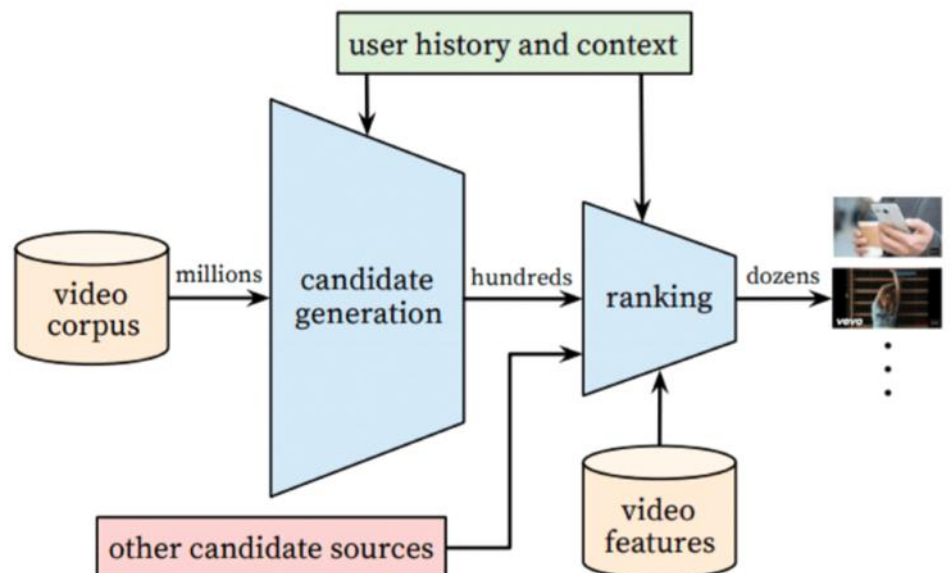 user history and context
video
corpus
millions
candidate
generation
hundreds
ranking
dozens
vevo
other candidate sources
video
features